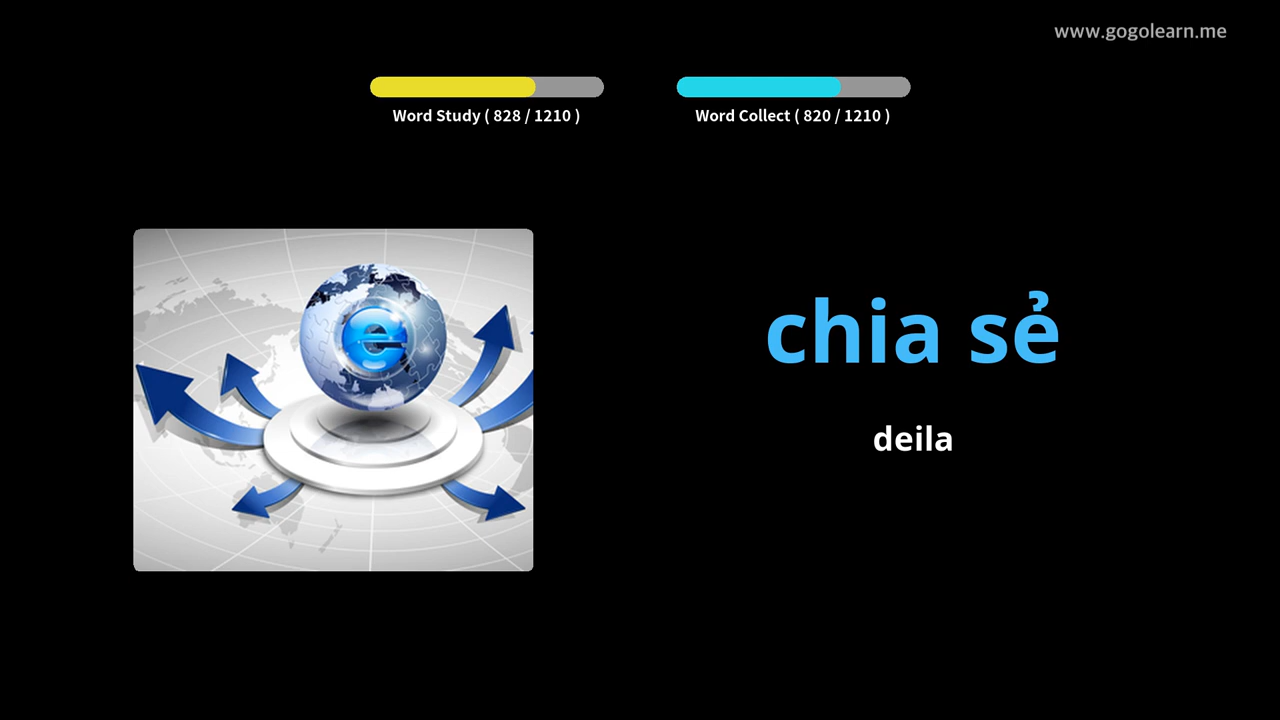 www.gogolearn.me
Word Study ( 828 / 1210 )
Word Collect ( 820 / 1210 )
e
chia sẻ
deila